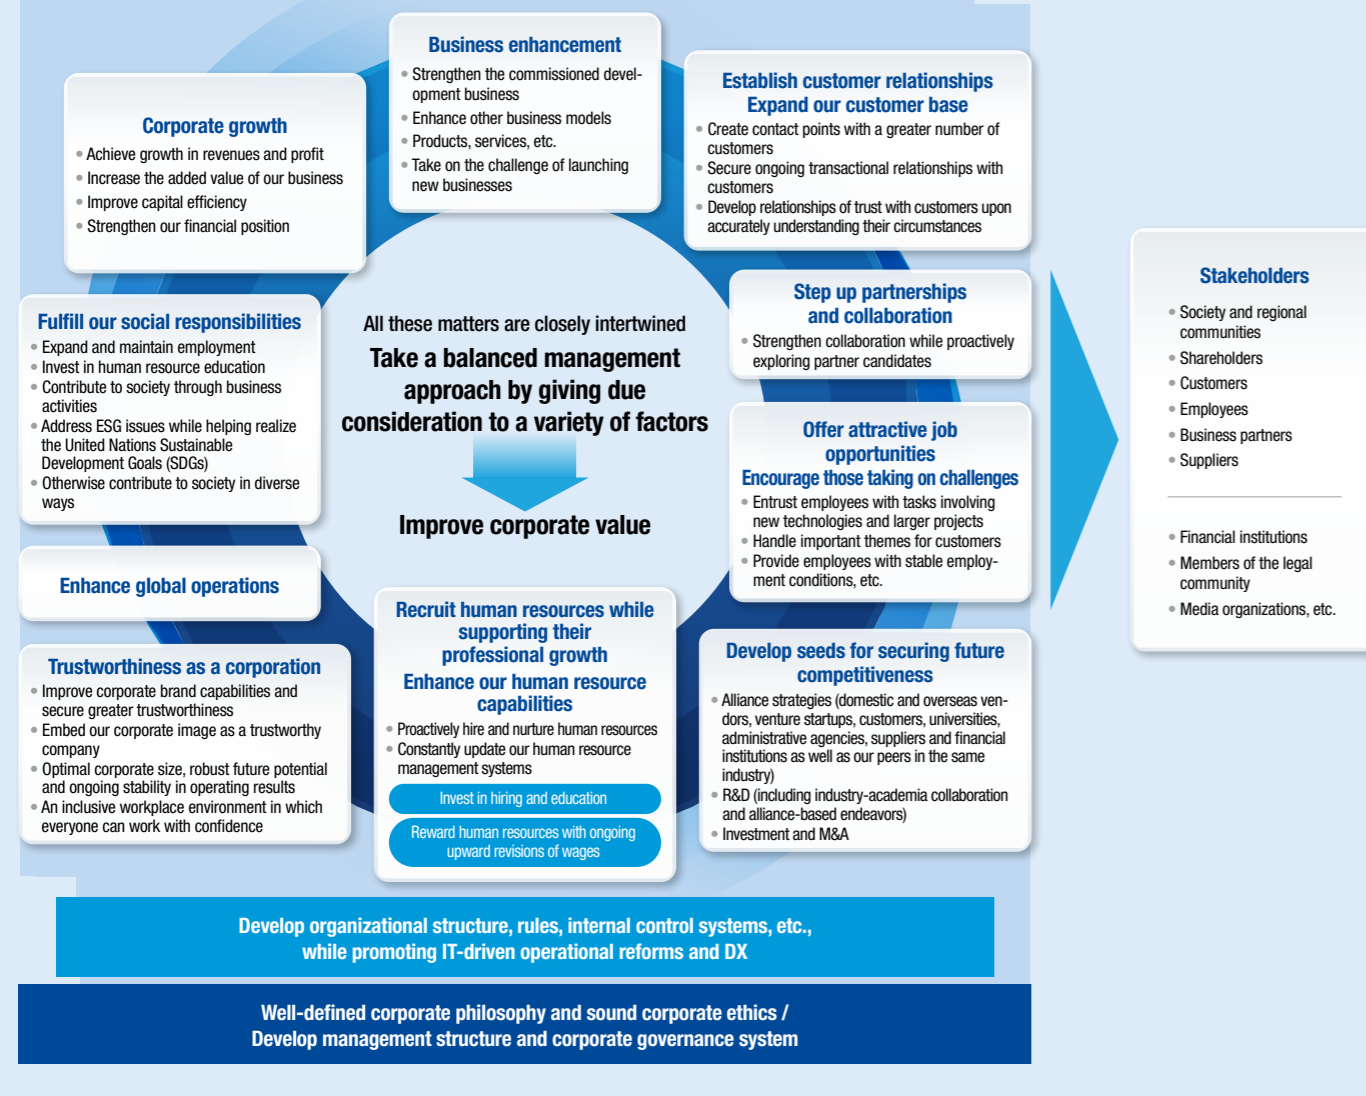 Business enhancement
• Strengthen the commissioned devel-
opment business
• Enhance other business models
• Products, services, etc.
• Take on the challenge of launching
new businesses
Establish customer relationships
Expand our customer base
• Create contact points with a greater number of
customers
• Secure ongoing transactional relationships with
customers
• Develop relationships of trust with customers upon
accurately understanding their circumstances
Corporate growth
• Achieve growth in revenues and profit
• Increase the added value of our business
• Improve capital efficiency
• Strengthen our financial position
Step up partnerships
and collaboration
• Strengthen collaboration while proactively
exploring partner candidates
Fulfill our social responsibilities
• Expand and maintain employment
• Invest in human resource education
• Contribute to society through business
activities
• Address ESG issues while helping realize
the United Nations Sustainable
Development Goals (SDGs)
• Otherwise contribute to society in diverse
ways
All these matters are closely intertwined
Take a balanced management
approach by giving due
consideration to a variety of factors
Improve corporate value
Offer attractive job
opportunities
Encourage those taking on challenges
• Entrust employees with tasks involving
new technologies and larger projects
• Handle important themes for customers
• Provide employees with stable employ-
ment conditions, etc.
Enhance global operations
Trustworthiness as a corporation
• Improve corporate brand capabilities and
secure greater trustworthiness
• Embed our corporate image as a trustworthy
company
• Optimal corporate size, robust future potential
and ongoing stability in operating results
• An inclusive workplace environment in which
everyone can work with confidence
Recruit human resources while
supporting their
professional growth
Enhance our human resource
capabilities
• Proactively hire and nurture human resources
• Constantly update our human resource
management systems
Invest in hiring and education
Reward human resources with ongoing
upward revisions of wages
Develop seeds for securing future
competitiveness
• Alliance strategies (domestic and overseas ven-
dors, venture startups, customers, universities,
administrative agencies, suppliers and financial
institutions as well as our peers in the same
industry)
• R&D (including industry-academia collaboration
and alliance-based endeavors)
• Investment and M&A
Stakeholders
• Society and regional
communities
• Shareholders
• Customers
• Employees
• Business partners
• Suppliers
• Financial institutions
• Members of the legal
community
• Media organizations, etc.
Develop organizational structure, rules, internal control systems, etc.,
while promoting IT-driven operational reforms and DX
Well-defined corporate philosophy and sound corporate ethics /
Develop management structure and corporate governance system